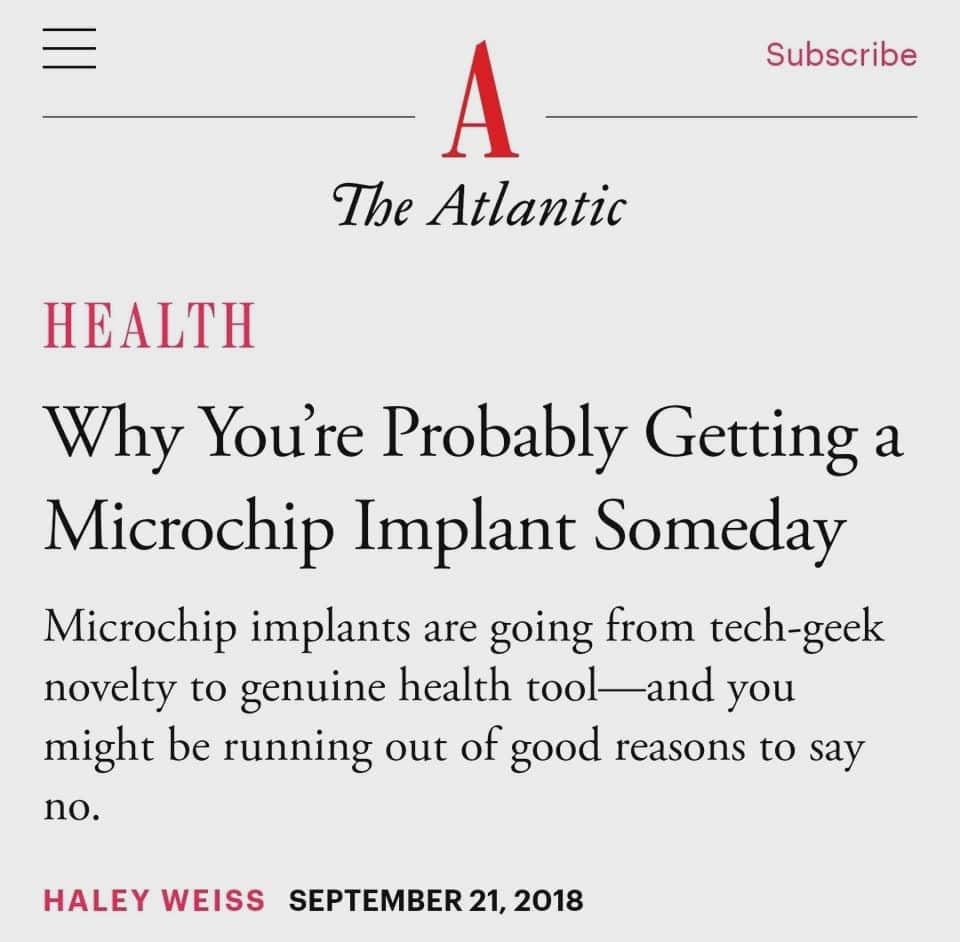 Subscribe
A
The Atlantic
HEALTH
Why You’re Probably Getting a
Microchip Implant Someday
Microchip implants are going from tech-geek
novelty to genuine health tool—and you
might be running out of good reasons to say
no.
HALEY WEISS SEPTEMBER 21, 2018